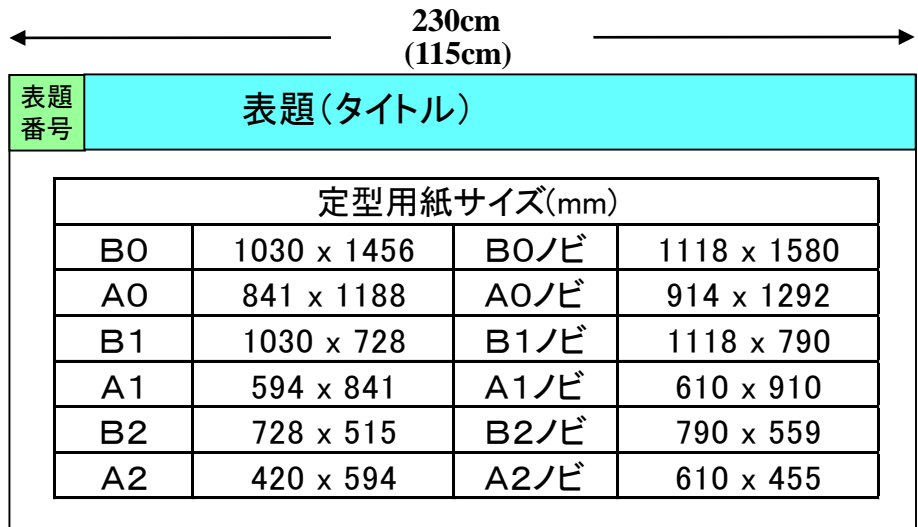 230cm
(115cm)
表題
番号
表題（タイトル）
定型用紙サイズ(mm)
B0 1030 x 1456 B0ノビ 1118 x 1580
A0 841 x 1188 A0ノビ 914 x 1292
B1 1030 x 728 B1ノビ 1118 x 790
A1 594 x 841 A1ノビ 610 x 910
B2 728 x 515 B2ノビ 790 x 559
A2 420 x 594 A2ノビ 610 x 455